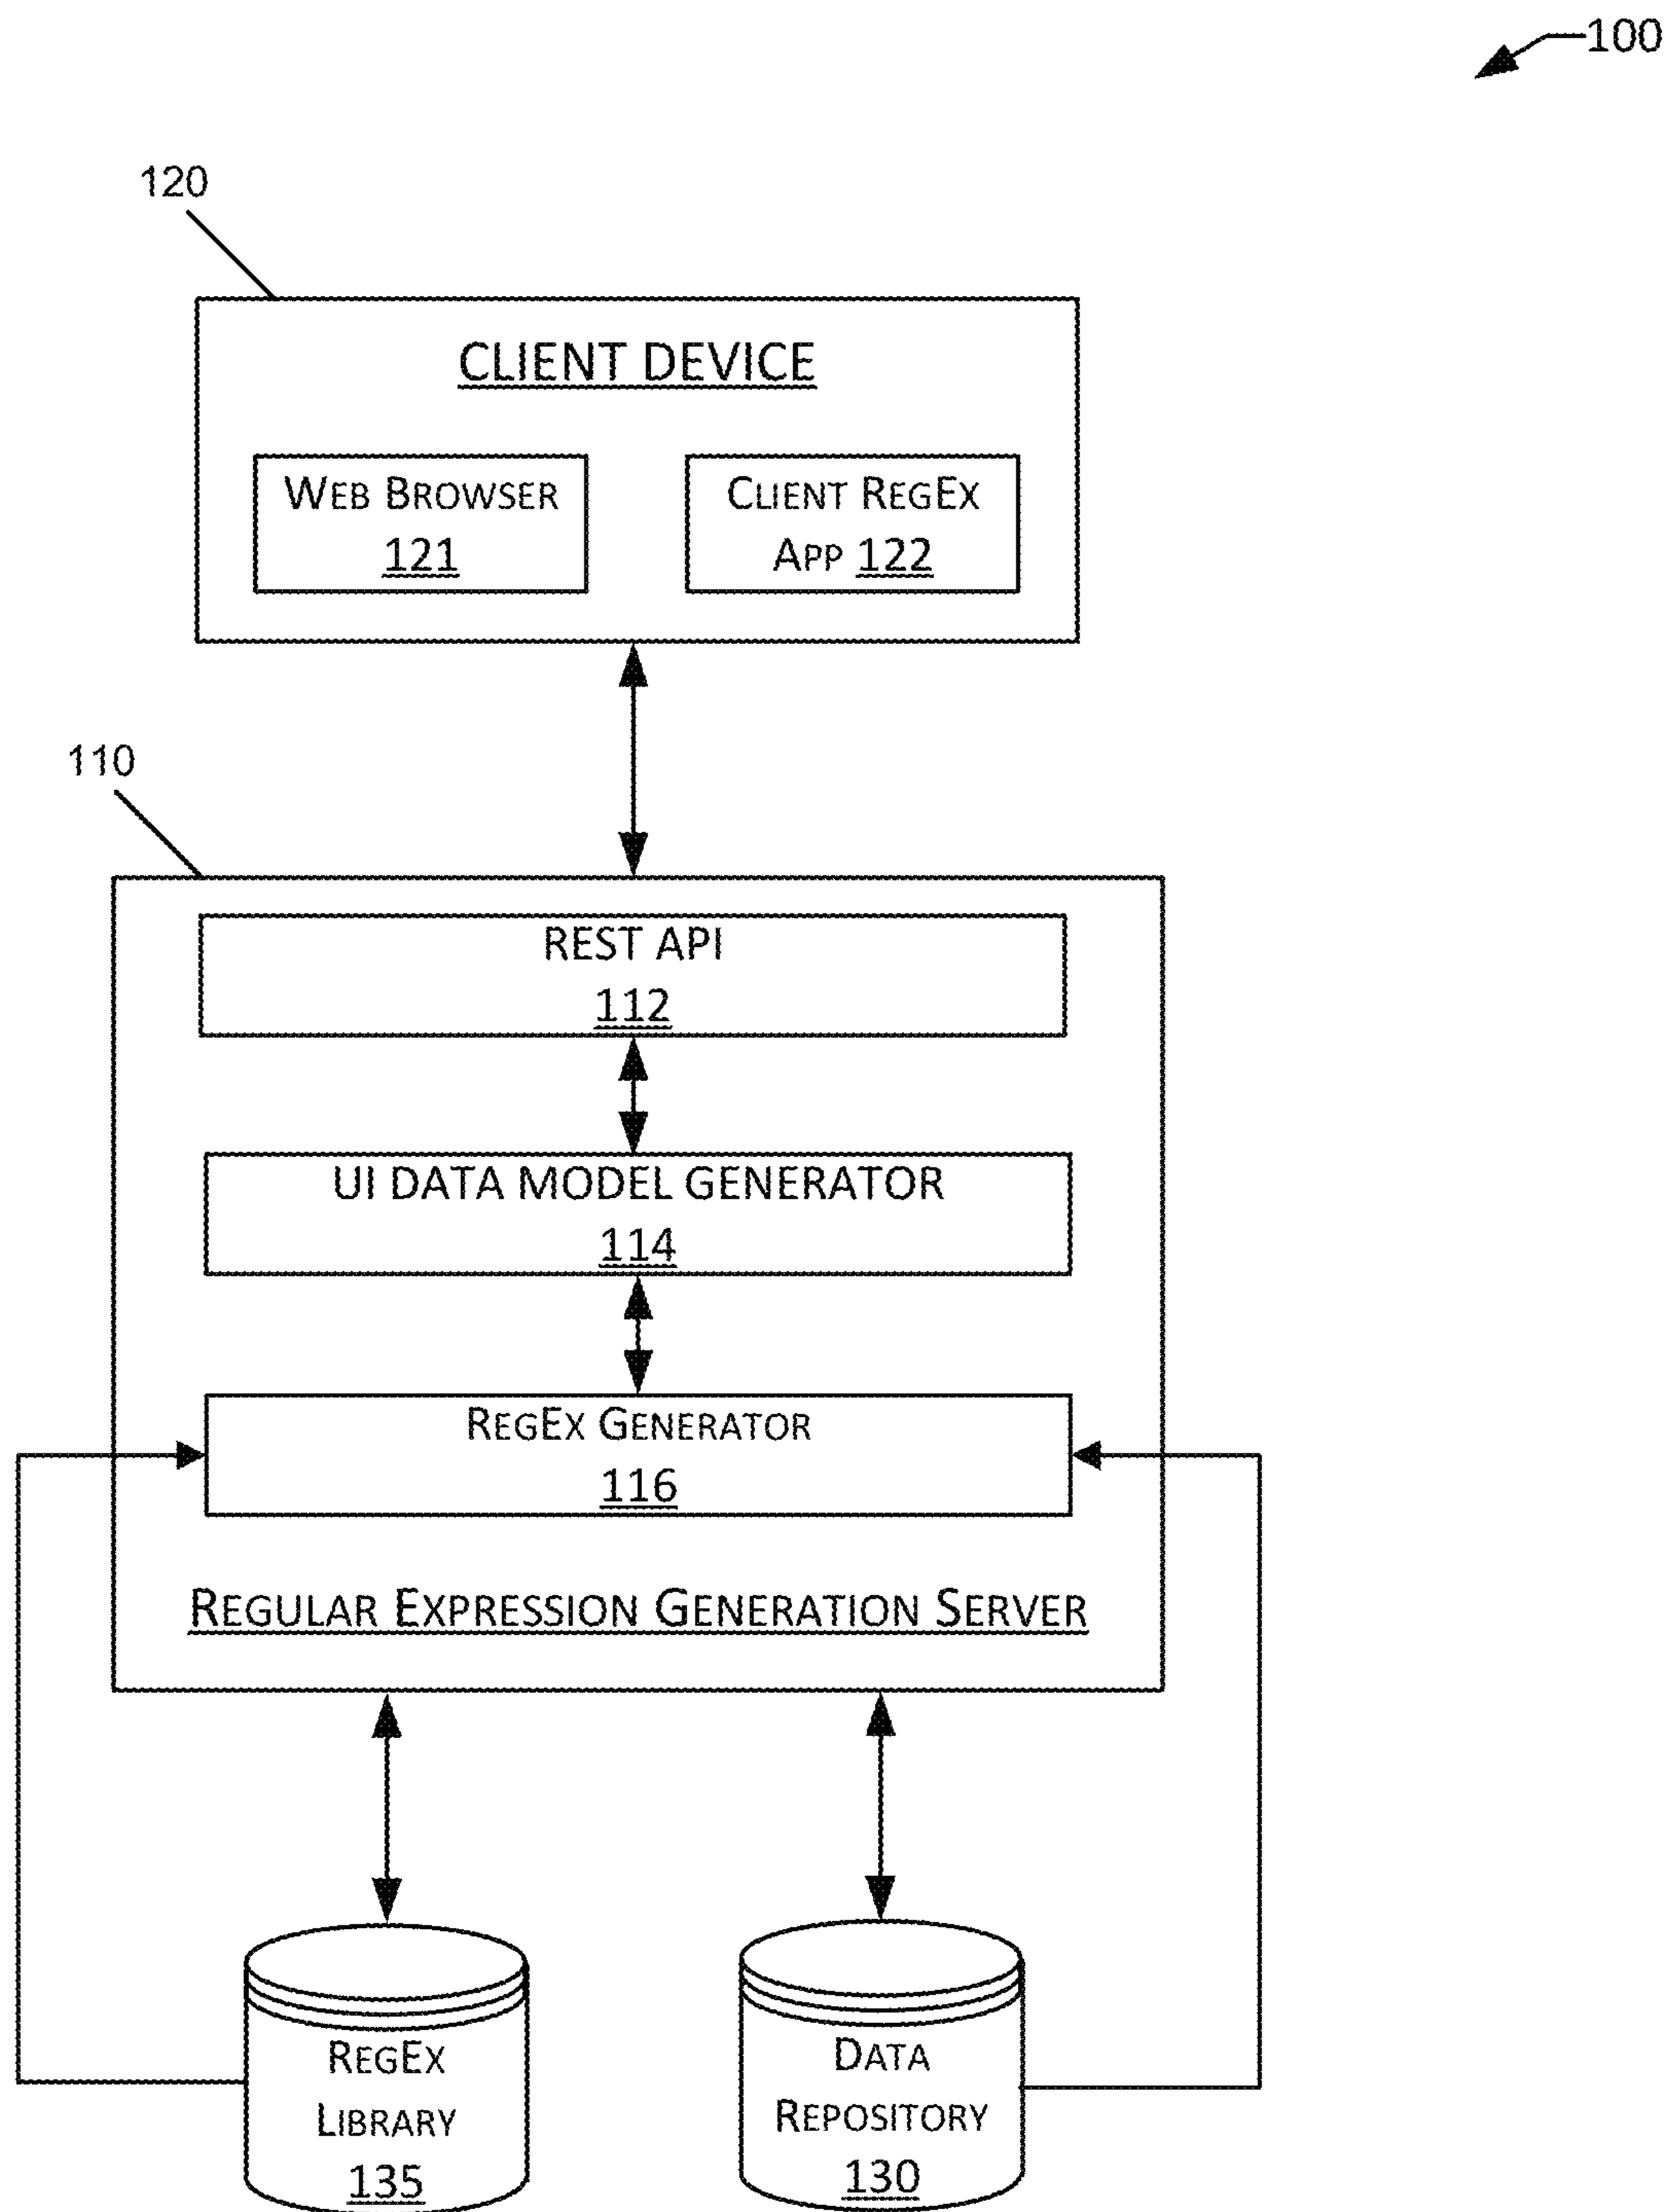 100
120
CLIENT DEVICE
WEB BROWSER
121
CLIENT REGEX
APP 122
110
REST API
112
UI DATA MODEL GENERATOR
114
REGEX GENERATOR
116
REGULAR EXPRESSION GENERATION SERVER
REGEX
LIBRARY
135
DATA
REPOSITORY
130